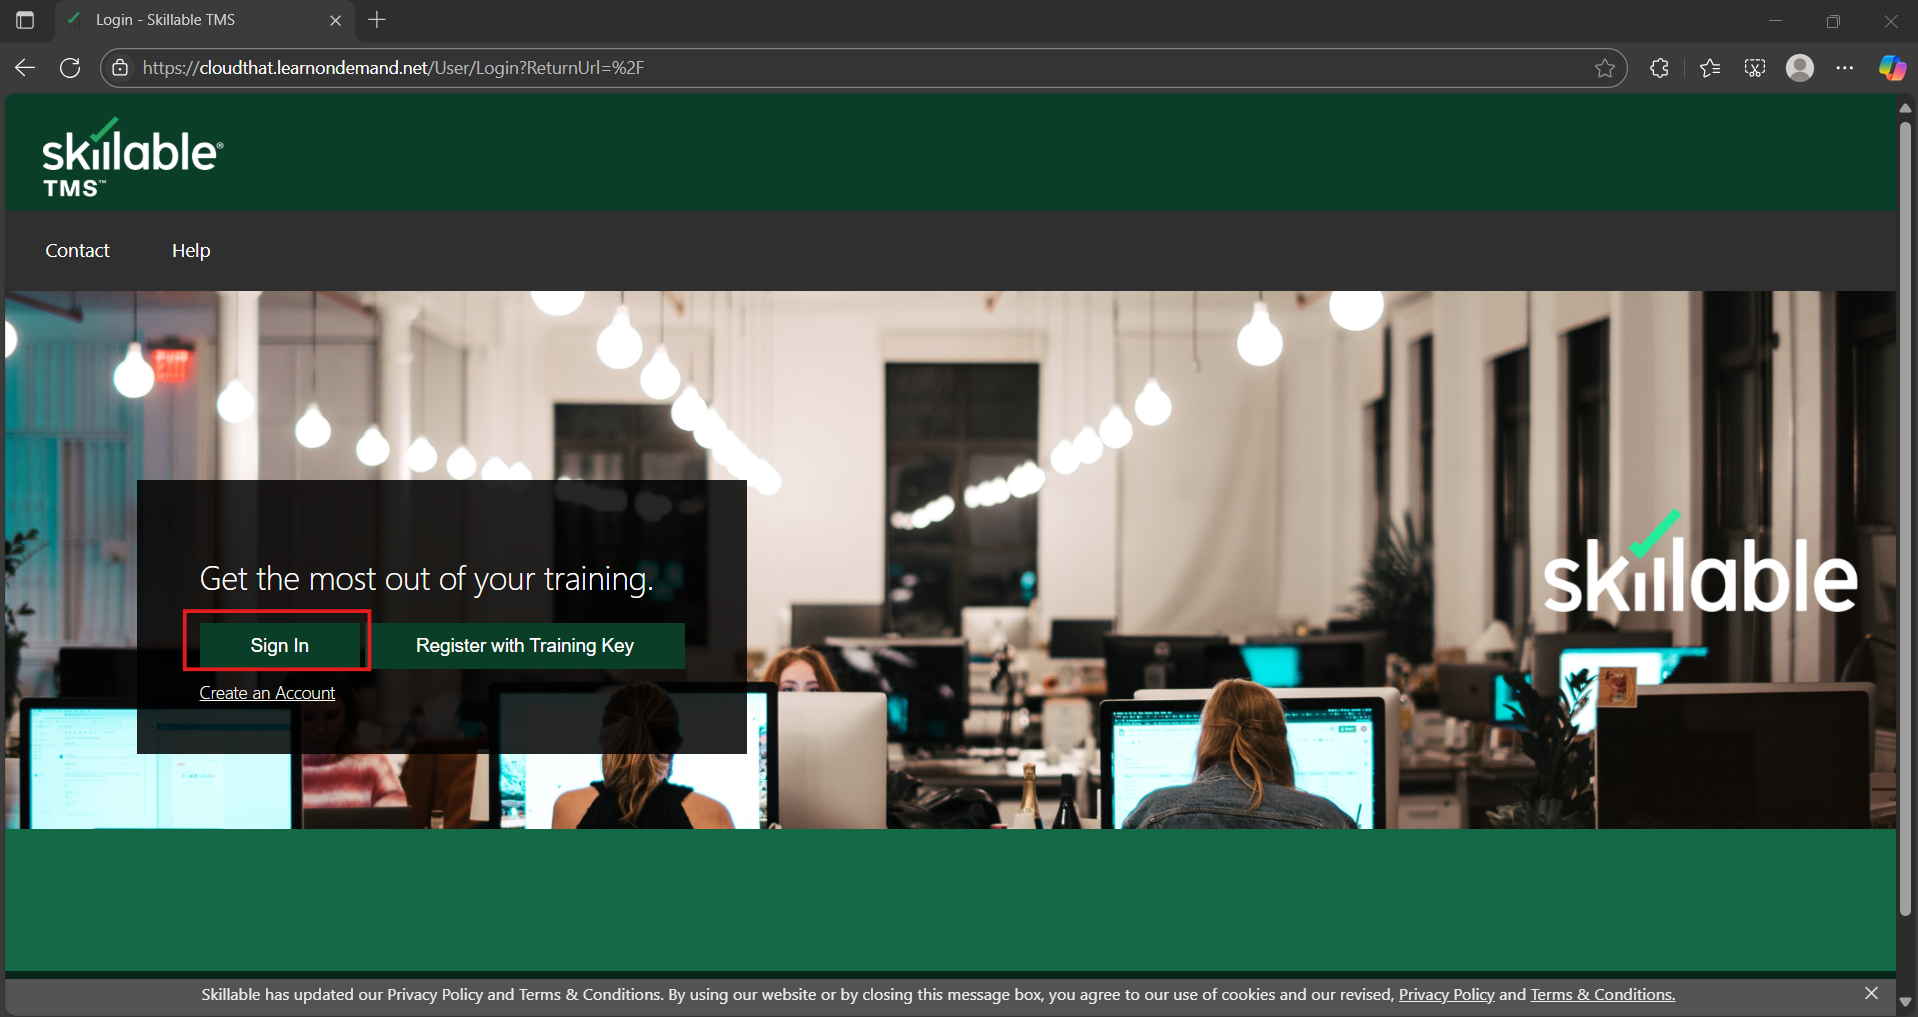 Login - Skillable TMS
https://cloudthat.learnondemand.net/User/Login?ReturnUrl=%2F
skillable®
TMS™
Contact
Help
EXIT
skillable
Get the most out of your training.
Sign In
Register with Training Key
Create an Account
Skillable has updated our Privacy Policy and Terms & Conditions. By using our website or by closing this message box, you agree to our use of cookies and our revised, Privacy Policy and Terms & Conditions.